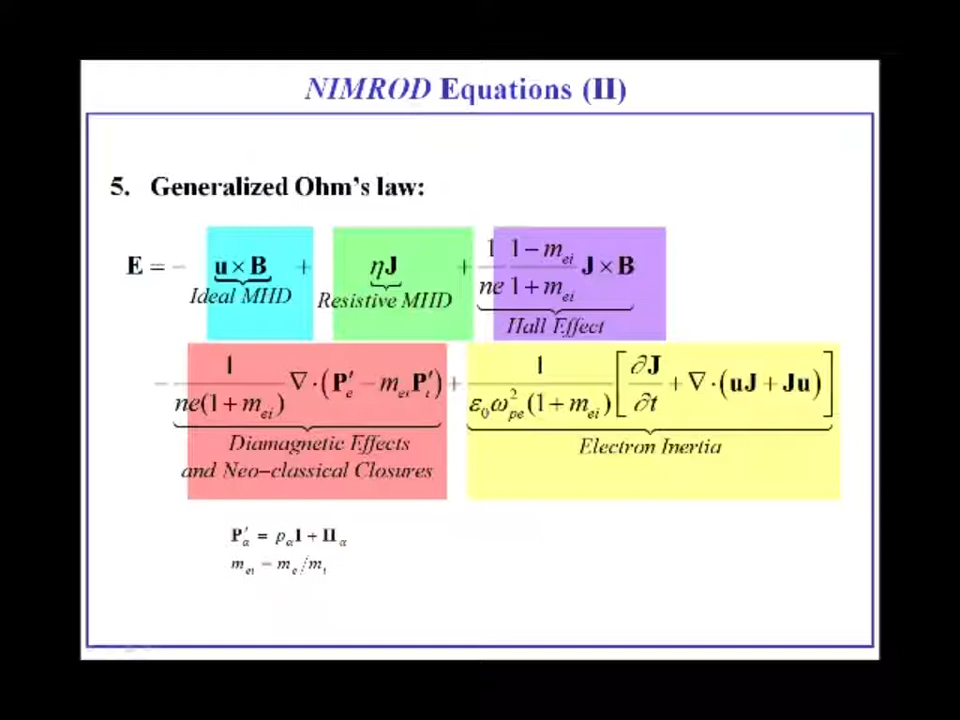 NIMROD Equations (II)
5. Generalized Ohm's law:
E = − u × B + ηJ + 1/ne (1 − m_ei)/(1 + m_ei) J × B
Ideal MHD Resistive MHD Hall Effect
− 1/(ne(1 + m_ei)) ∇ · (P′_e − m_ei P′_i) + 1/(ε_0 ω_pe^2 (1 + m_ei)) [∂J/∂t + ∇ · (uJ + Ju)]
Diamagnetic Effects Electron Inertia
and Neo−classical Closures
P′_α = p_α I + Π_α
m_ei = m_e/m_i